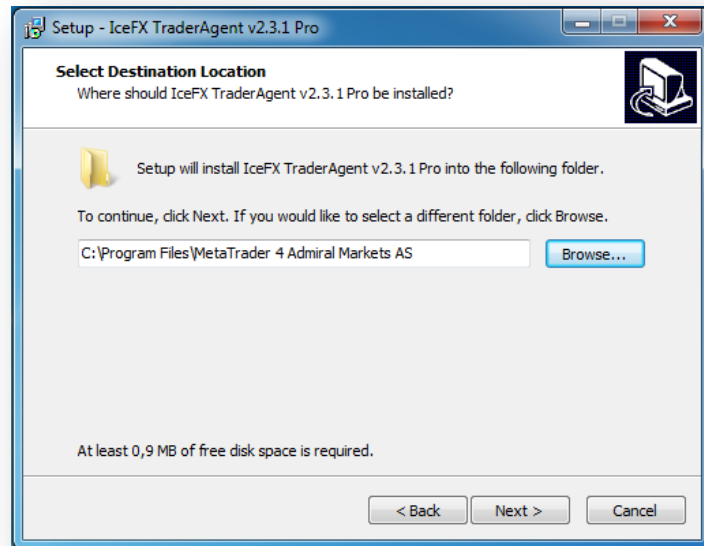 Setup - IceFX TraderAgent v2.3.1 Pro
Select Destination Location
Where should IceFX TraderAgent v2.3.1 Pro be installed?
Setup will install IceFX TraderAgent v2.3.1 Pro into the following folder.
To continue, click Next. If you would like to select a different folder, click Browse.
C:\Program Files\MetaTrader 4 Admiral Markets AS
Browse...
At least 0,9 MB of free disk space is required.
< Back
Next >
Cancel